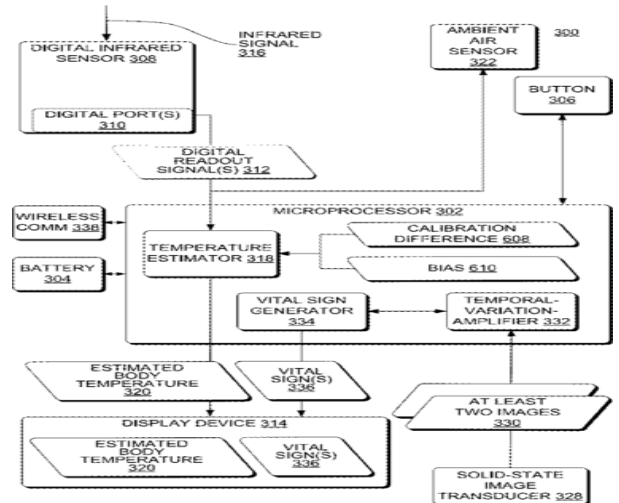 INFRARED
SIGNAL
316
DIGITAL INFRARED
SENSOR 308
DIGITAL PORT(S)
310
AMBIENT
AIR
SENSOR
322
300
BUTTON
306
DIGITAL
READOUT
SIGNAL(S) 312
WIRELESS
COMM 338
BATTERY
304
MICROPROCESSOR 302
TEMPERATURE
ESTIMATOR 318
CALIBRATION
DIFFERENCE 608
BIAS 610
VITAL SIGN
GENERATOR
334
TEMPORAL-
VARIATION-
AMPLIFIER 332
ESTIMATED
BODY
TEMPERATURE
320
VITAL
SIGN(S)
336
AT LEAST
TWO IMAGES
330
DISPLAY DEVICE 314
ESTIMATED
BODY
TEMPERATURE
320
VITAL
SIGN(S)
336
SOLID-STATE
IMAGE
TRANSDUCER 328